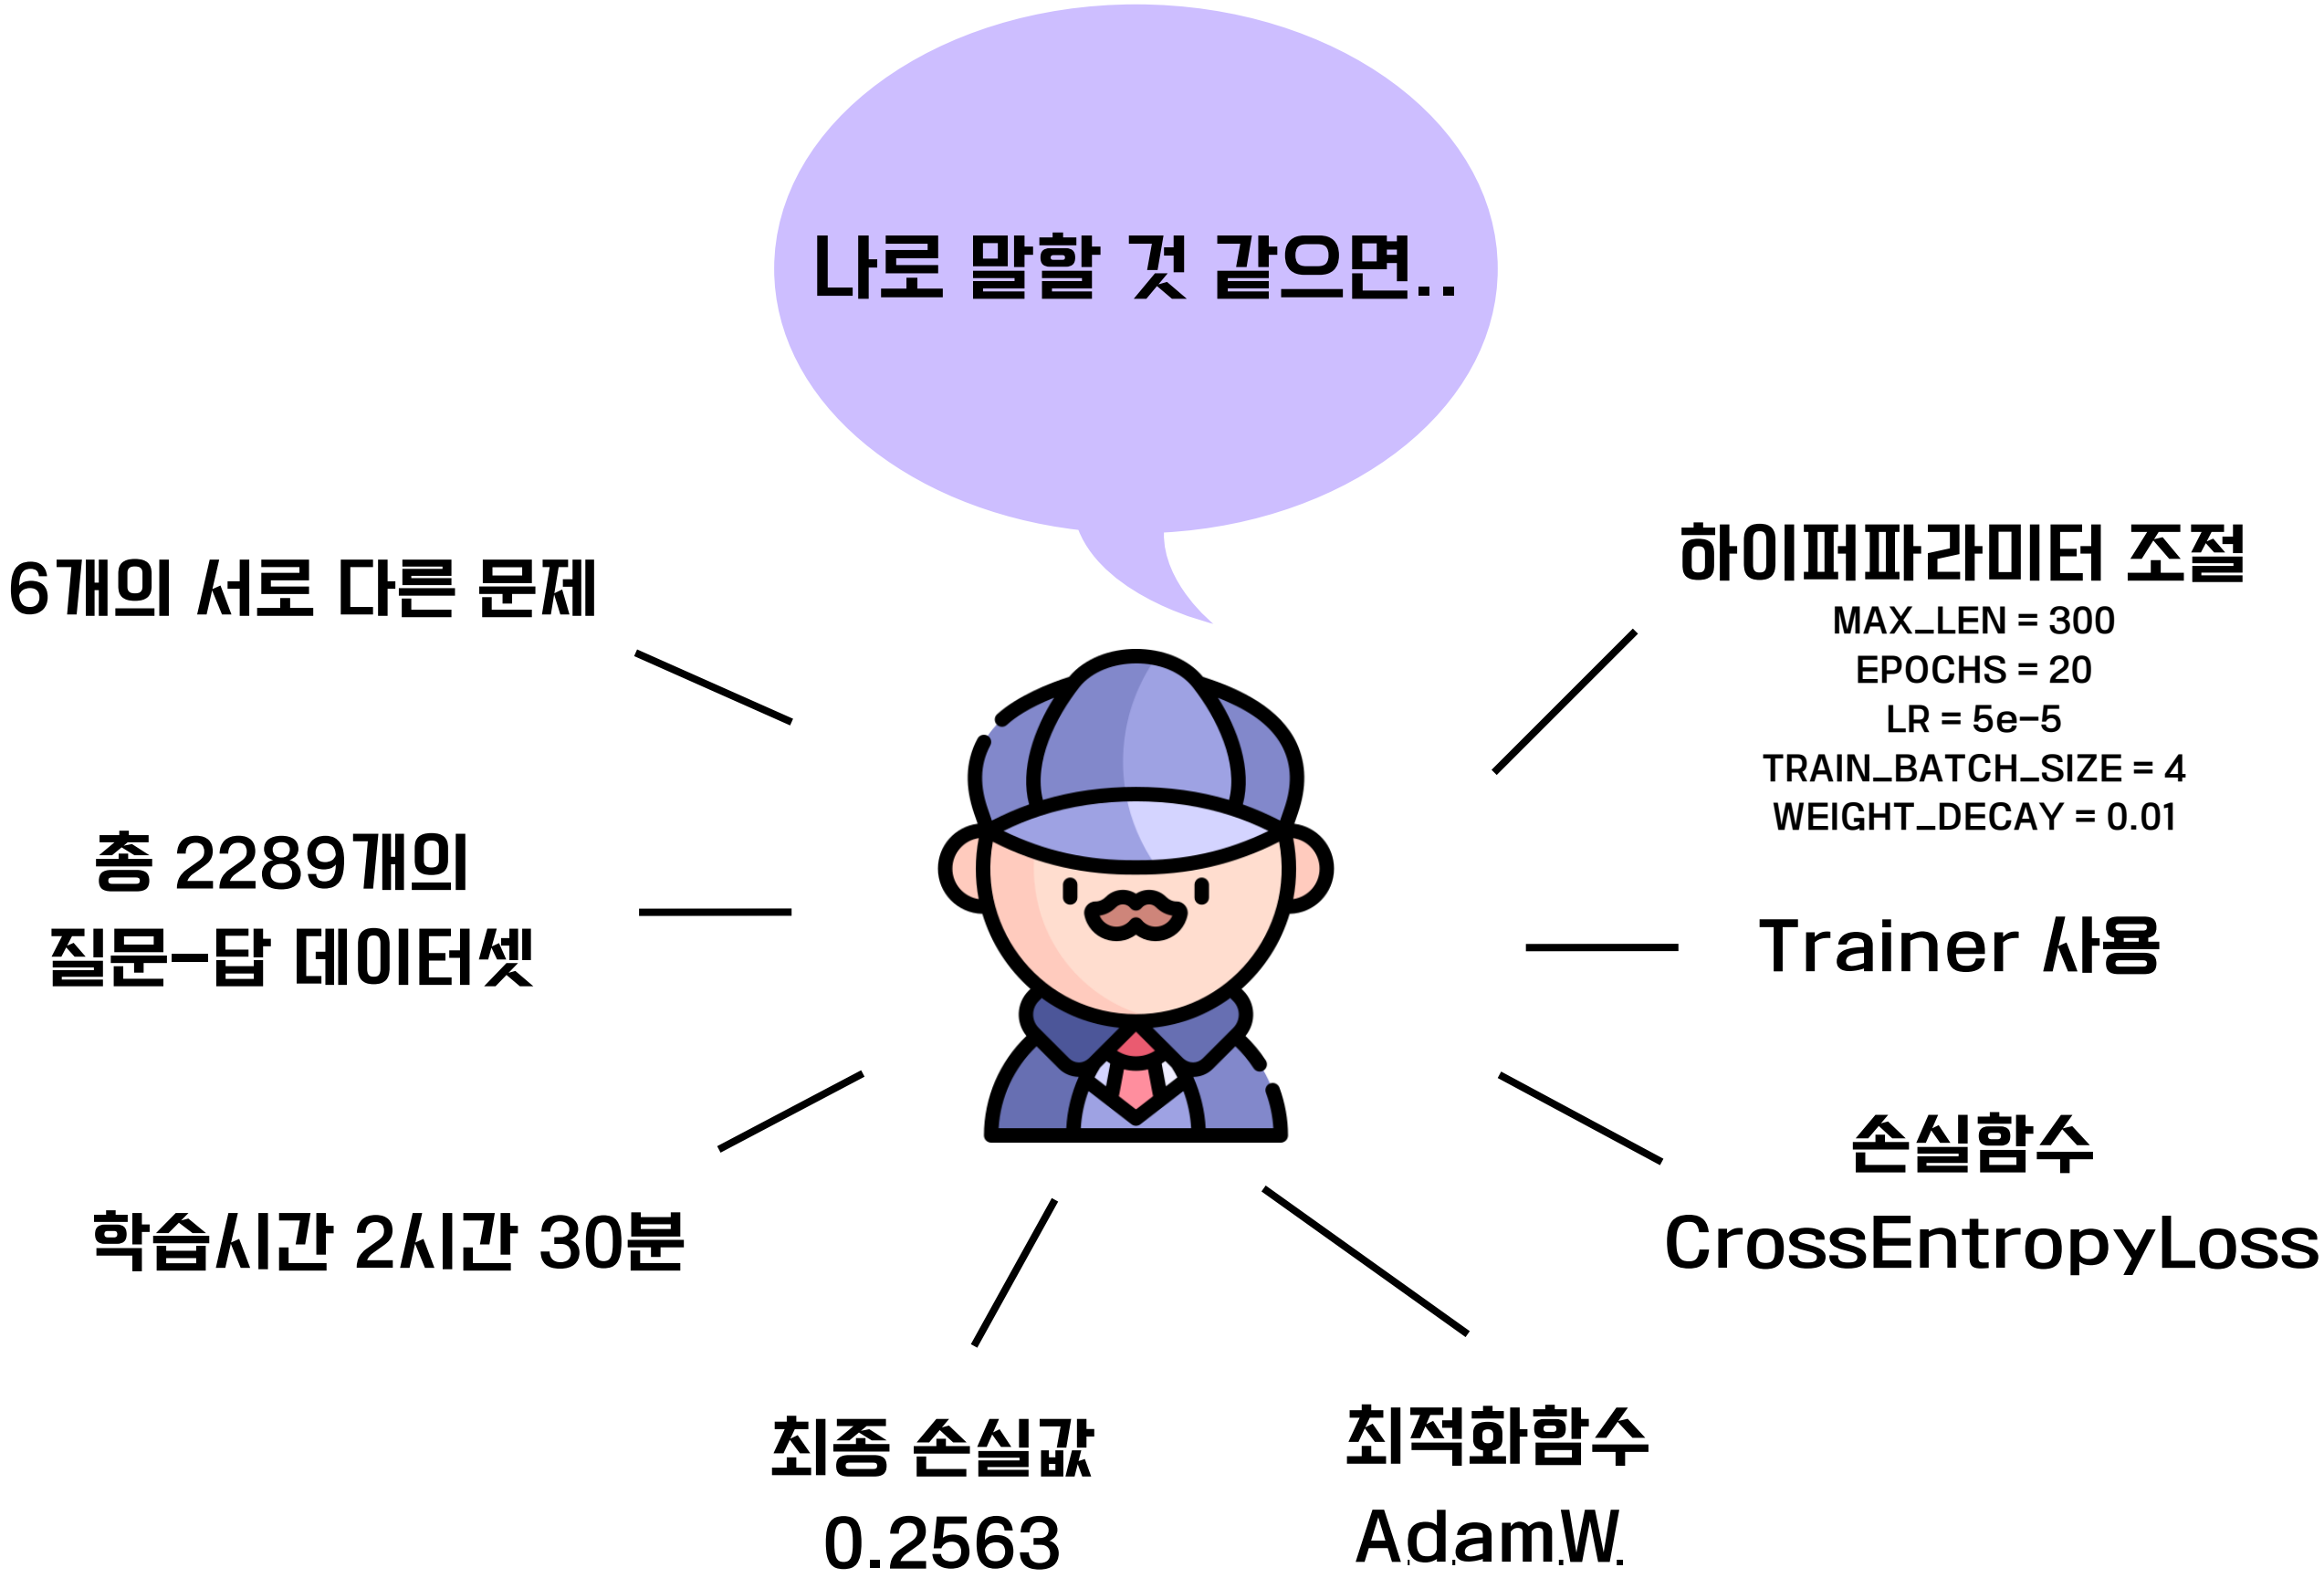 나로 말할 것 같으면..
6개의 서로 다른 문제
총 2289개의
질문-답 데이터셋
학습시간 2시간 30분
최종 손실값
0.2563
하이퍼파라미터 조절
MAX_LEN = 300
EPOCHS = 20
LR = 5e-5
TRAIN_BATCH_SIZE = 4
WEIGHT_DECAY = 0.01
Trainer 사용
손실함수
CrossEntropyLoss
최적화함수
AdamW